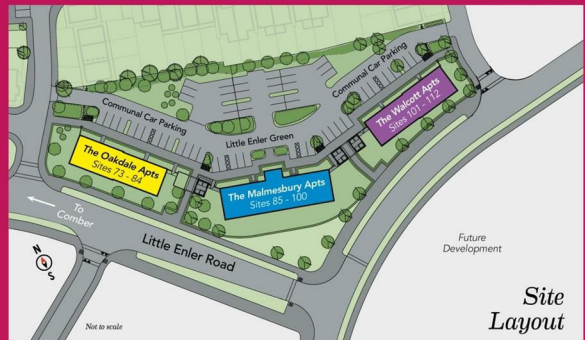 Communal Car Parking
Communal Car Parking
The Walcott Apts
Sites 101 - 112
Little Enler Green
The Oakdale Apts
Sites 73 - 84
The Malmesbury Apts
Sites 85 - 100
To
Comber
Little Enler Road
N
S
Future
Development
Not to scale
Site
Layout